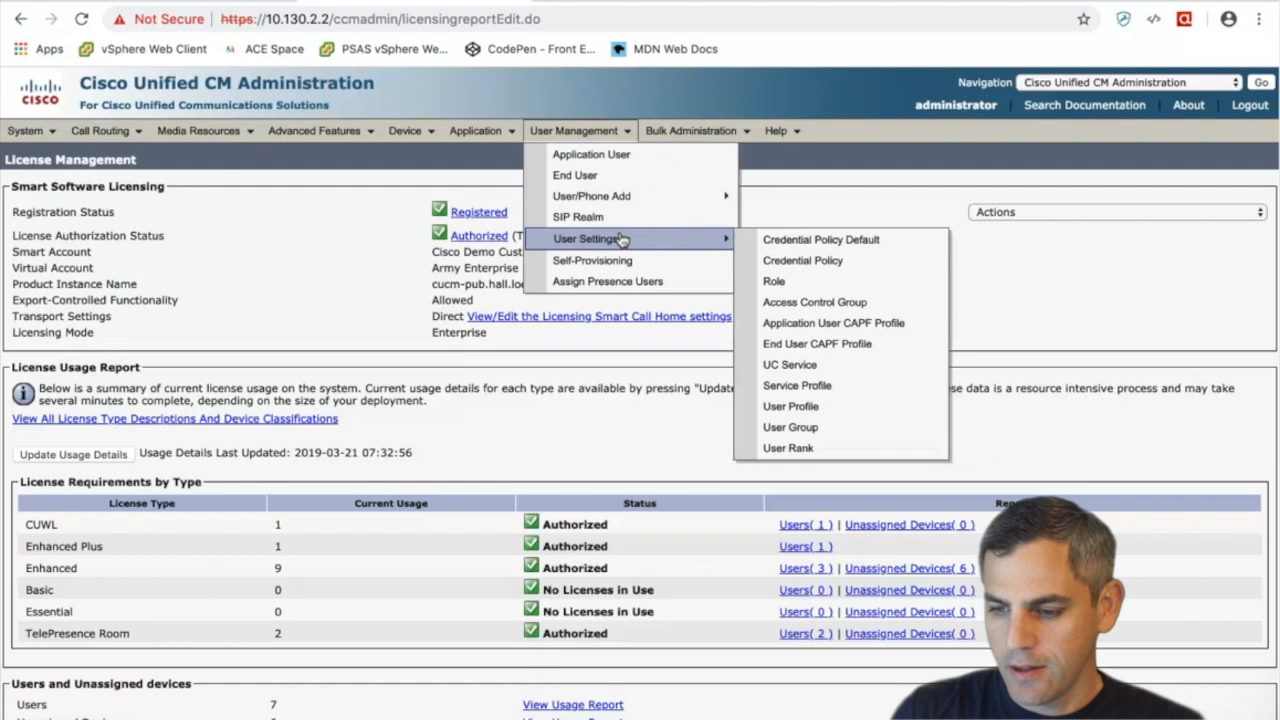 Not Secure | https://10.130.2.2/ccmadmin/licensingreportEdit.do
Apps vSphere Web Client ACE Space PSAS vSphere We... CodePen - Front E... MDN Web Docs
CISCO
Cisco Unified CM Administration
For Cisco Unified Communications Solutions
Navigation Cisco Unified CM Administration Go
administrator | Search Documentation | About | Logout
System Call Routing Media Resources Advanced Features Device Application User Management Bulk Administration Help
License Management
Application User
End User
User/Phone Add
SIP Realm
User Settings
Self-Provisioning
Assign Presence Users
Credential Policy Default
Credential Policy
Role
Access Control Group
Application User CAPF Profile
End User CAPF Profile
UC Service
Service Profile
User Profile
User Group
User Rank
Smart Software Licensing
Registration Status Registered
Actions
License Authorization Status Authorized (T
Smart Account Cisco Demo Cust
Virtual Account Army Enterprise
Product Instance Name cucm-pub.hall.loc
Export-Controlled Functionality Allowed
Transport Settings Direct View/Edit the Licensing Smart Call Home settings
Licensing Mode Enterprise
License Usage Report
Below is a summary of current license usage on the system. Current usage details for each type are available by pressing "Update se data is a resource intensive process and may take
several minutes to complete, depending on the size of your deployment.
View All License Type Descriptions And Device Classifications
Update Usage Details Usage Details Last Updated: 2019-03-21 07:32:56
License Requirements by Type
License Type Current Usage Status
CUWL 1 Authorized Users( 1 ) | Unassigned Devices( 0 )
Enhanced Plus 1 Authorized Users( 1 )
Enhanced 9 Authorized Users( 3 ) | Unassigned Devices( 6 )
Basic 0 No Licenses in Use Users( 0 ) | Unassigned Devices( 0 )
Essential 0 No Licenses in Use Users( 0 ) | Unassigned Devices( 0 )
TelePresence Room 2 Authorized Users( 2 ) | Unassigned Devices( 0 )
Users and Unassigned devices
Users 7 View Usage Report